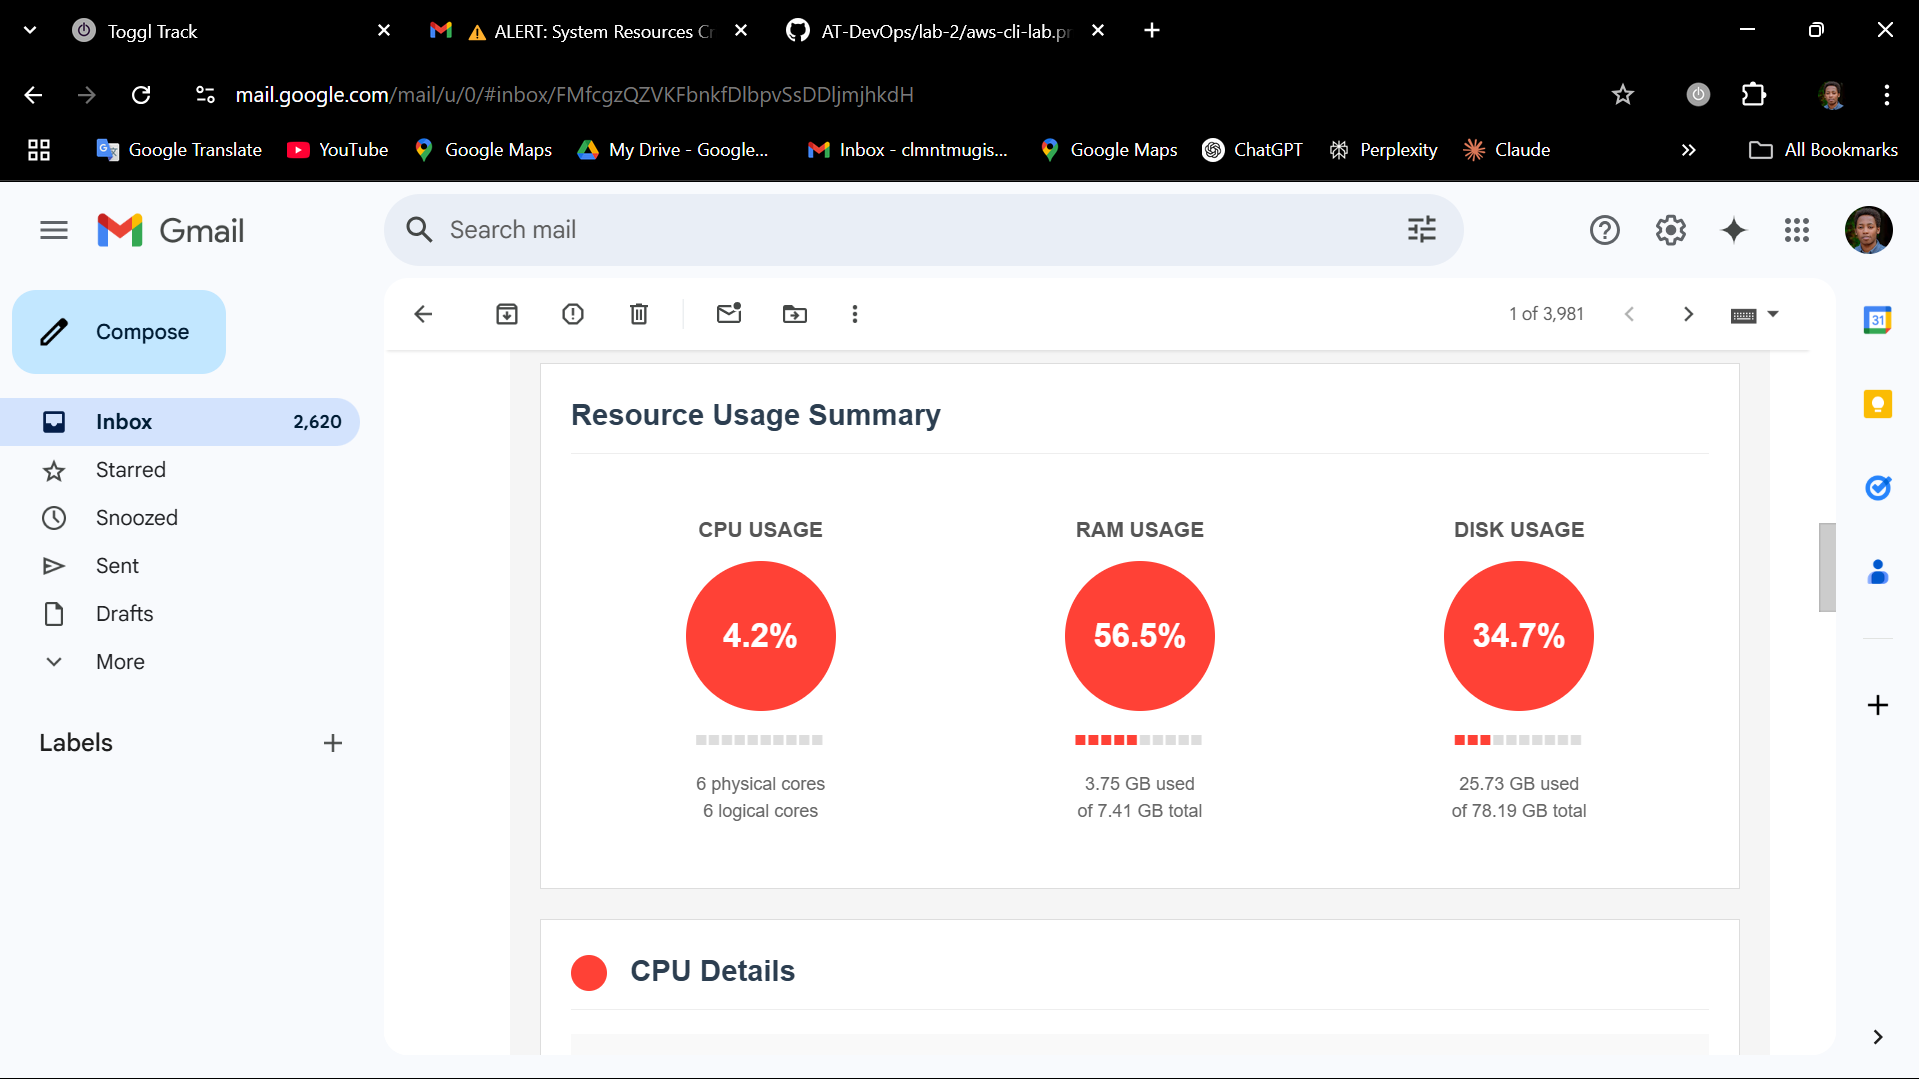 Toggl Track
ALERT: System Resources Cr
AT-DevOps/lab-2/aws-cli-lab.pr
mail.google.com/mail/u/0/#inbox/FMfcgzQZVKFbnkfDlbpvSsDDljmjhkdH
Google Translate
YouTube
Google Maps
My Drive - Google...
Inbox - clmntmugis...
Google Maps
ChatGPT
Perplexity
Claude
All Bookmarks
Gmail
Search mail
Compose
1 of 3,981
31
Inbox 2,620
Starred
Snoozed
Sent
Drafts
More
Labels
Resource Usage Summary
CPU USAGE
RAM USAGE
DISK USAGE
4.2%
56.5%
34.7%
6 physical cores
6 logical cores
3.75 GB used
of 7.41 GB total
25.73 GB used
of 78.19 GB total
CPU Details